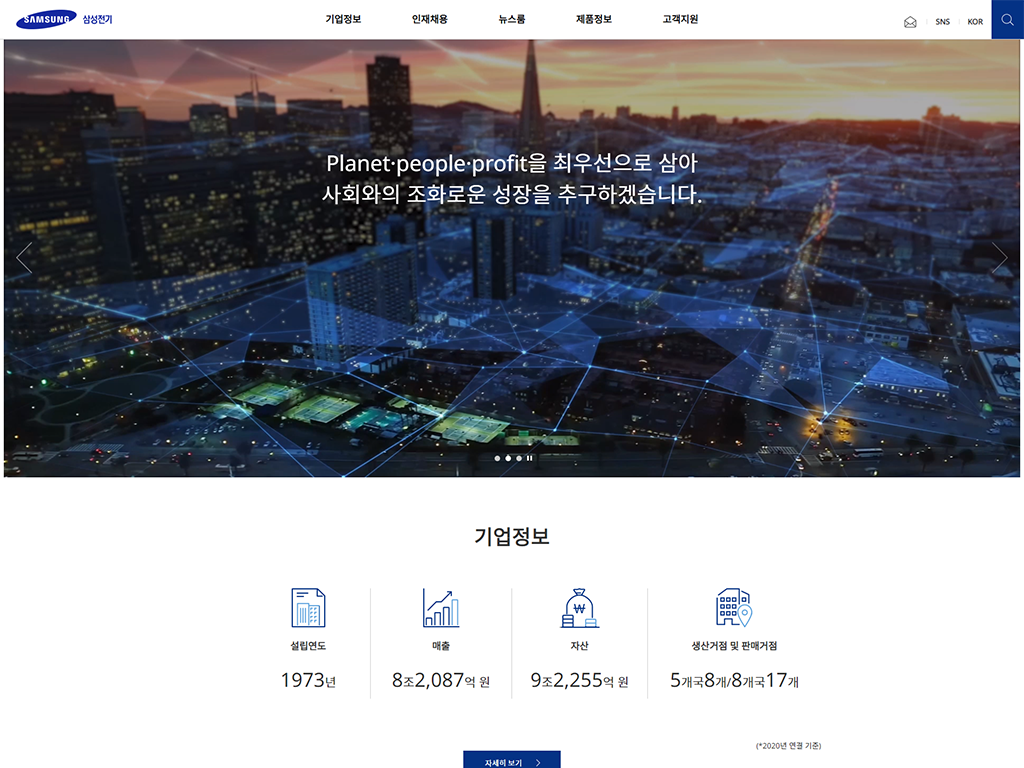 SAMSUNG 삼성전기
기업정보 인재채용 뉴스룸 제품정보 고객지원
SNS KOR
Planet·people·profit을 최우선으로 삼아
사회와의 조화로운 성장을 추구하겠습니다.
기업정보
설립연도 매출 자산 생산거점 및 판매거점
1973년 8조2,087억 원 9조2,255억 원 5개국8개/8개국17개
(*2020년 연결 기준)
자세히 보기